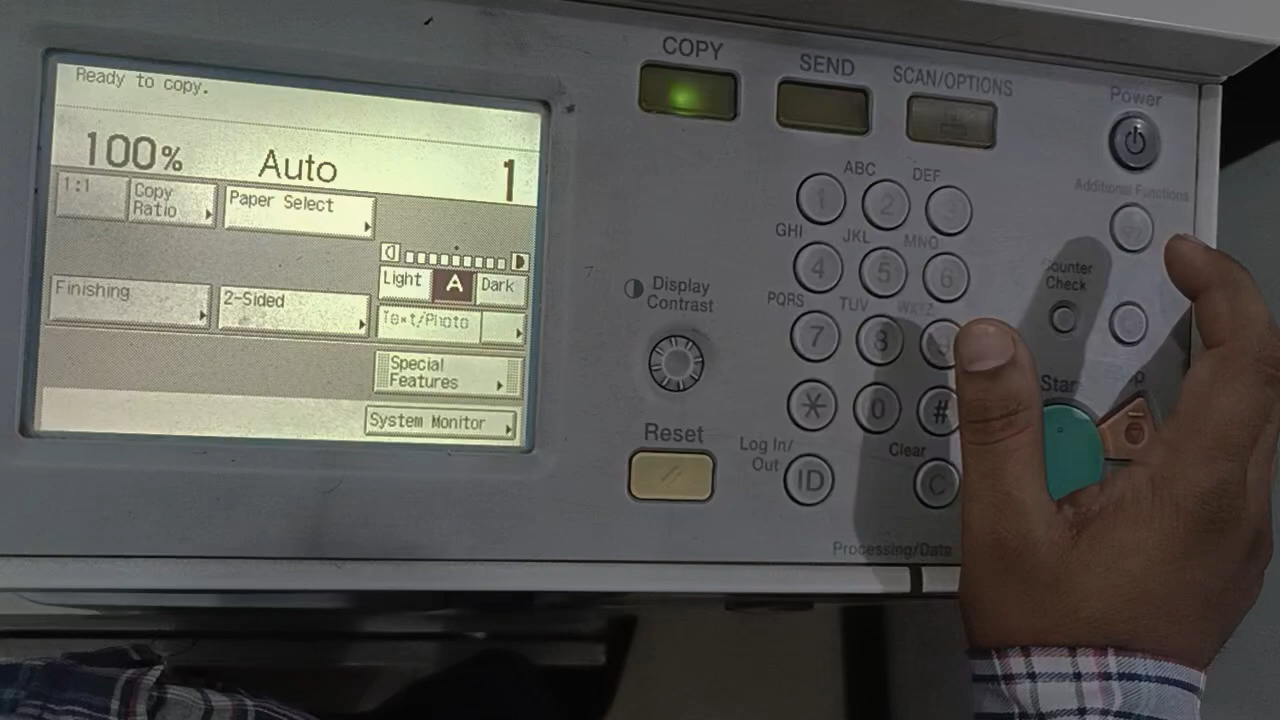 Ready to copy.
100% Auto 1
1:1
Copy
Ratio
Paper Select
Light A Dark
Finishing
2-Sided
Text/Photo
Special
Features
System Monitor
COPY
SEND
SCAN/OPTIONS
Power
Additional Functions
ABC DEF
1 2 3
GHI JKL MNO
4 5 6
PQRS TUV WXYZ
7 8 9
* 0 #
Display
Contrast
Counter
Check
Reset
Log In/
Out
ID
Clear
C
Star
P
Processing/Data